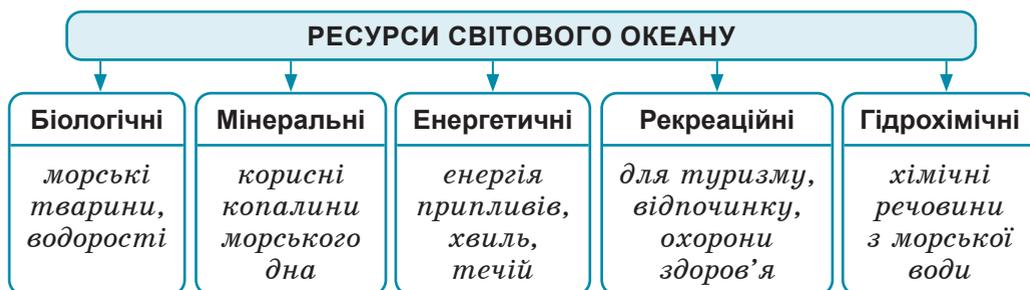 РЕСУРСИ СВІТОВОГО ОКЕАНУ
Біологічні
морські
тварини,
водорості
Мінеральні
корисні
копалини
морського
дна
Енергетичні
енергія
припливів,
хвиль,
течій
Рекреаційні
для туризму,
відпочинку,
охорони
здоров’я
Гідрохімічні
хімічні
речовини
з морської
води